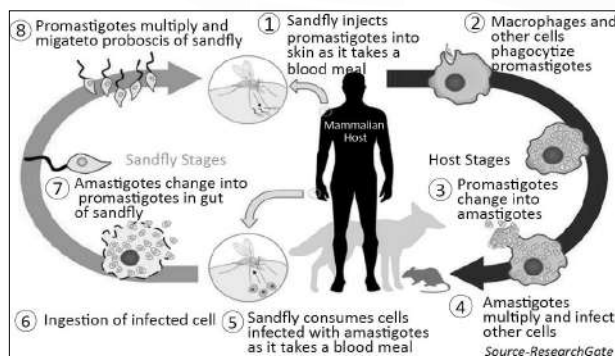 ① Sandfly injects
promastigotes into
skin as it takes a
blood meal
② Macrophages and
other cells
phagocytize
promastigotes
③ Promastigotes
change into
amastigotes
④ Amastigotes
multiply and infect
other cells
⑤ Sandfly consumes cells
infected with amastigotes
as it takes a blood meal
⑥ Ingestion of infected cell
⑦ Amastigotes change into
promastigotes in gut
of sandfly
⑧ Promastigotes multiply and
migateto proboscis of sandfly
Sandfly Stages
Mammalian
Host
Host Stages
Source-ResearchGate